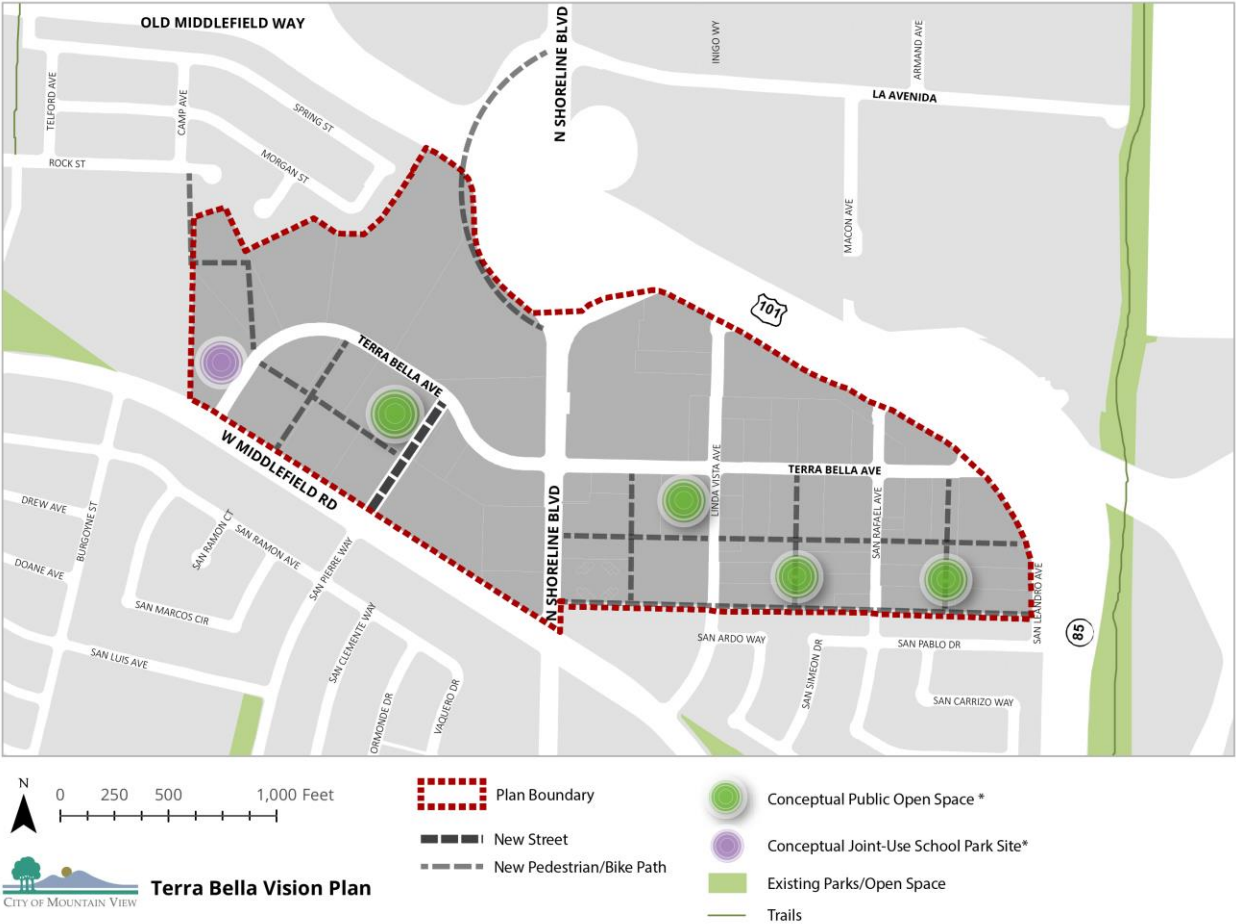 OLD MIDDLEFIELD WAY
N SHORELINE BLVD
INIGO WY
ARMAND AVE
TELFORD AVE
CAMP AVE
SPRING ST
LA AVENIDA
ROCK ST
MORGAN ST
MACON AVE
101
TERRA BELLA AVE
W MIDDLEFIELD RD
LINDA VISTA AVE
TERRA BELLA AVE
SAN RAFAEL AVE
N SHORELINE BLVD
DREW AVE
BURGOYNE ST
SAN RAMON CT
SAN RAMON AVE
SAN PIERRE WAY
DOANE AVE
SAN MARCOS CIR
SAN CLEMENTE WAY
SAN LUIS AVE
ORMONDE DR
VAQUERO DR
SAN ARDO WAY
SAN SIMEON DR
SAN PABLO DR
SAN LEANDRO AVE
85
SAN CARRIZO WAY
N
0 250 500 1,000 Feet
CITY OF MOUNTAIN VIEW
Terra Bella Vision Plan
Plan Boundary
New Street
New Pedestrian/Bike Path
Conceptual Public Open Space *
Conceptual Joint-Use School Park Site*
Existing Parks/Open Space
Trails